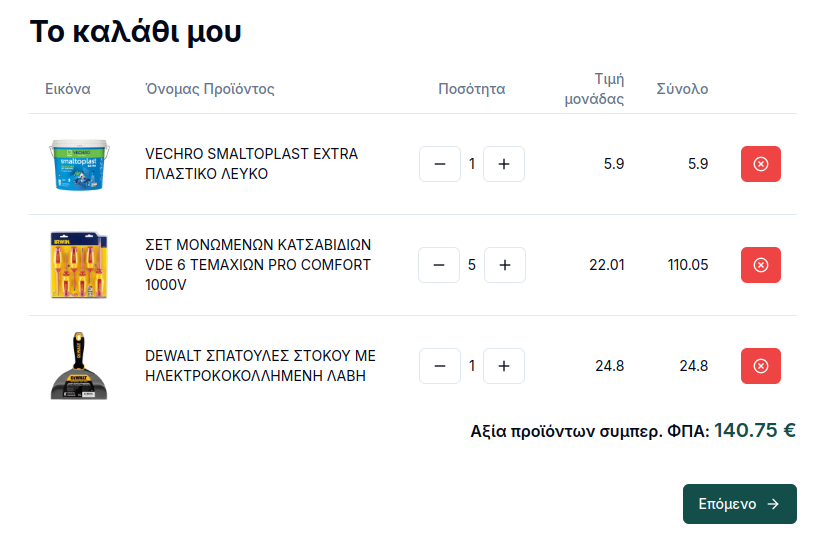 Το καλάθι μου
Εικόνα Όνομας Προϊόντος Ποσότητα Τιμή μονάδας Σύνολο
VECHRO
smaltoplast
VECHRO SMALTOPLAST EXTRA
ΠΛΑΣΤΙΚΟ ΛΕΥΚΟ
1 5.9 5.9
IRWIN
ΣΕΤ ΜΟΝΩΜΕΝΩΝ ΚΑΤΣΑΒΙΔΙΩΝ
VDE 6 ΤΕΜΑΧΙΩΝ PRO COMFORT
1000V
5 22.01 110.05
DEWALT
DEWALT ΣΠΑΤΟΥΛΕΣ ΣΤΟΚΟΥ ΜΕ
ΗΛΕΚΤΡΟΚΟΚΟΛΛΗΜΕΝΗ ΛΑΒΗ
1 24.8 24.8
Αξία προϊόντων συμπερ. ΦΠΑ: 140.75 €
Επόμενο